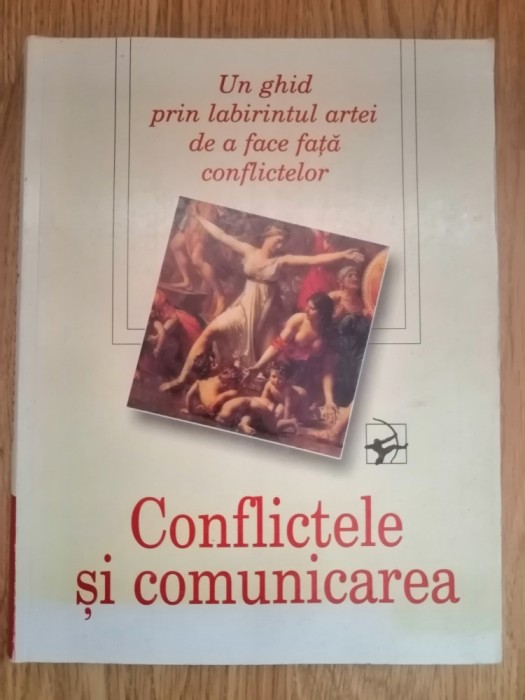 Un ghid
prin labirintul artei
de a face față
conflictelor
Conflictele
și comunicarea